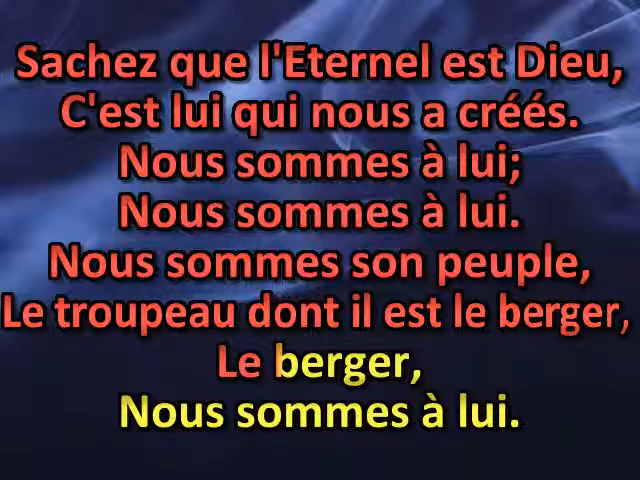 Sachez que l'Eternel est Dieu,
C'est lui qui nous a créés.
Nous sommes à lui;
Nous sommes à lui.
Nous sommes son peuple,
Le troupeau dont il est le berger,
Le berger,
Nous sommes à lui.